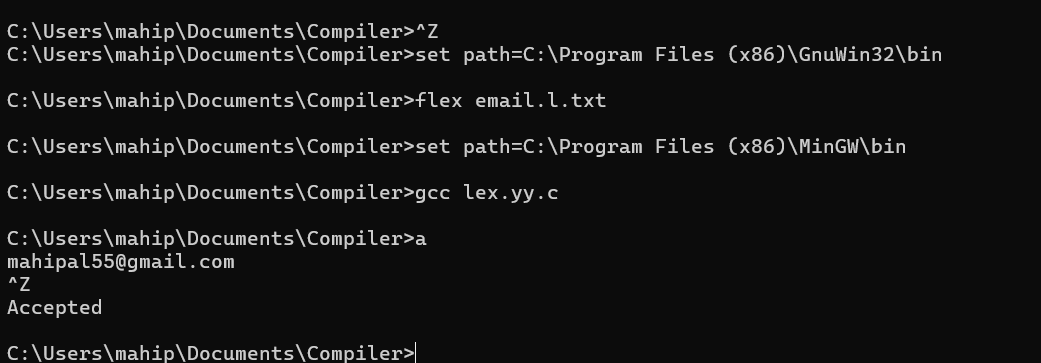 C:\Users\mahip\Documents\Compiler>^Z
C:\Users\mahip\Documents\Compiler>set path=C:\Program Files (x86)\GnuWin32\bin
C:\Users\mahip\Documents\Compiler>flex email.l.txt
C:\Users\mahip\Documents\Compiler>set path=C:\Program Files (x86)\MinGW\bin
C:\Users\mahip\Documents\Compiler>gcc lex.yy.c
C:\Users\mahip\Documents\Compiler>a
mahipal55@gmail.com
^Z
Accepted
C:\Users\mahip\Documents\Compiler>